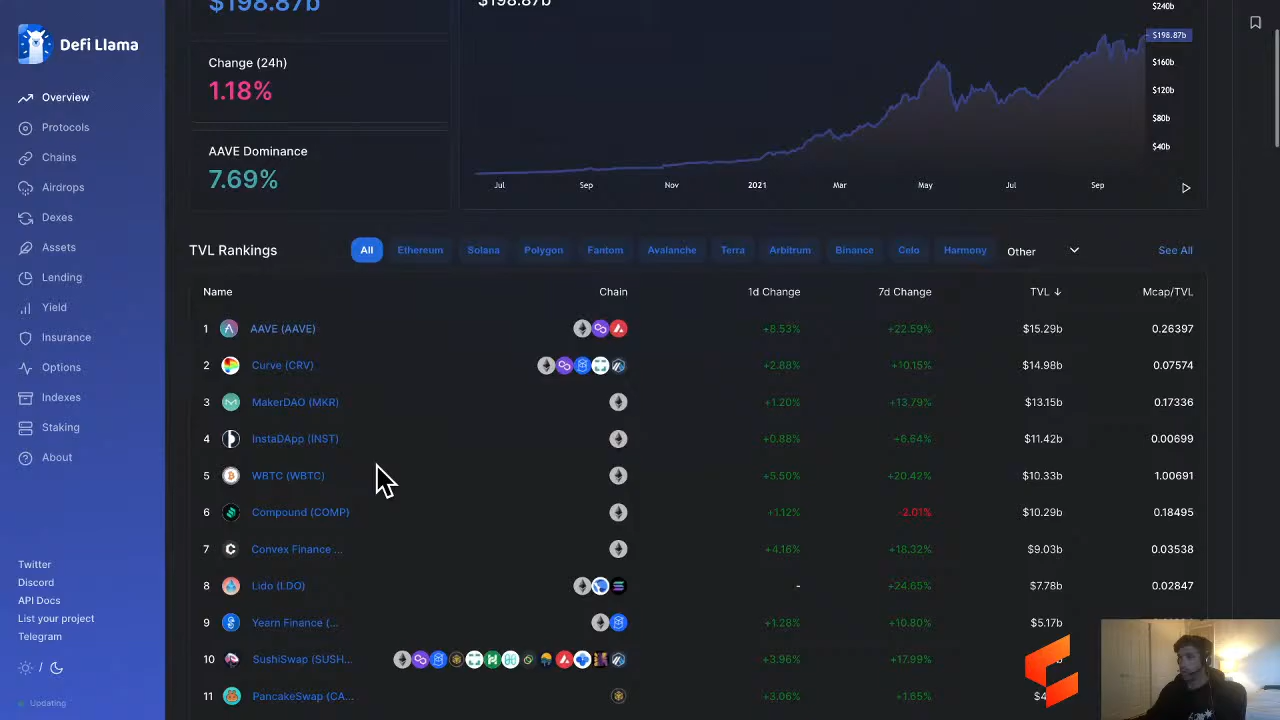 Defi Llama
Overview
Protocols
Chains
Airdrops
Dexes
Assets
Lending
Yield
Insurance
Options
Indexes
Staking
About
Twitter
Discord
API Docs
List your project
Telegram
/
Updating
$198.87b
Change (24h)
1.18%
AAVE Dominance
7.69%
$198.87b
$240b
$198.87b
$160b
$120b
$80b
$40b
Jul Sep Nov 2021 Mar May Jul Sep
TVL Rankings All Ethereum Solana Polygon Fantom Avalanche Terra Arbitrum Binance Celo Harmony Other See All
Name Chain 1d Change 7d Change TVL ↓ Mcap/TVL
1 AAVE (AAVE) +8.53% +22.59% $15.29b 0.26397
2 Curve (CRV) +2.88% +10.15% $14.98b 0.07574
3 MakerDAO (MKR) +1.20% +13.79% $13.15b 0.17336
4 InstaDApp (INST) +0.88% +6.64% $11.42b 0.00699
5 WBTC (WBTC) +5.50% +20.42% $10.33b 1.00691
6 Compound (COMP) +1.12% -2.01% $10.29b 0.18495
7 Convex Finance ... +4.16% +18.32% $9.03b 0.03538
8 Lido (LDO) - +24.65% $7.78b 0.02847
9 Yearn Finance (... +1.28% +10.80% $5.17b
10 SushiSwap (SUSH... +3.96% +17.99%
11 PancakeSwap (CA... +3.06% +1.65%